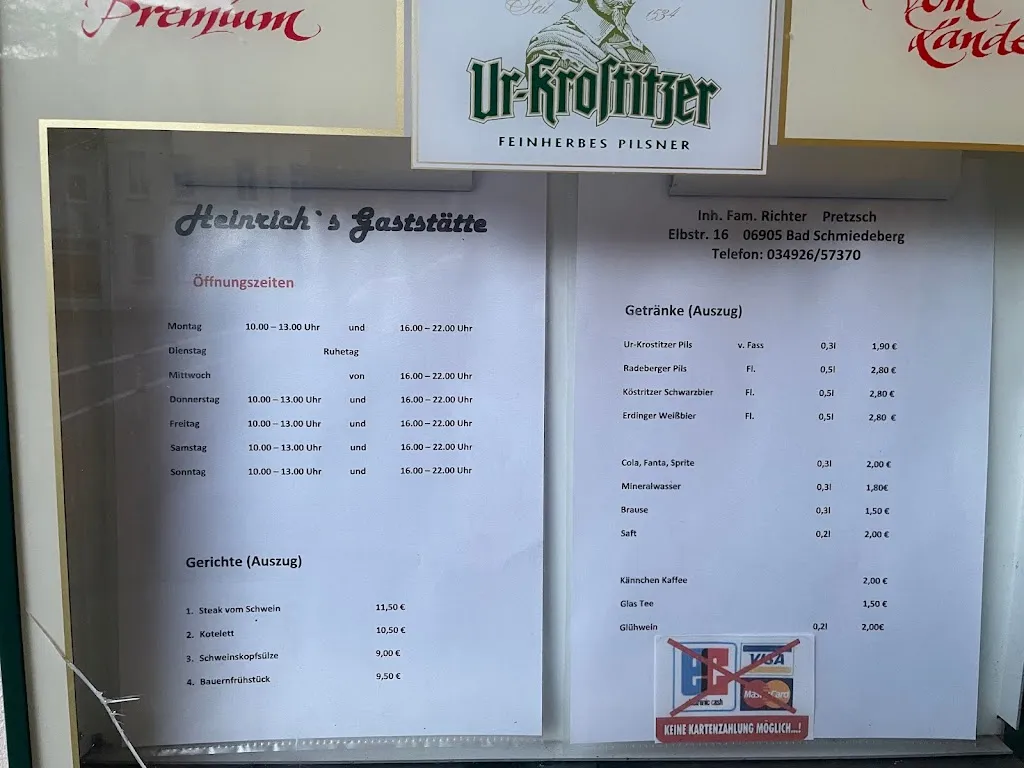 Premium
Seit 1534
Ur-Krostitzer
FEINHERBES PILSNER
vom
Lande
Heinrich`s Gaststätte
Öffnungszeiten
Montag 10.00 – 13.00 Uhr und 16.00 – 22.00 Uhr
Dienstag Ruhetag
Mittwoch von 16.00 – 22.00 Uhr
Donnerstag 10.00 – 13.00 Uhr und 16.00 – 22.00 Uhr
Freitag 10.00 – 13.00 Uhr und 16.00 – 22.00 Uhr
Samstag 10.00 – 13.00 Uhr und 16.00 – 22.00 Uhr
Sonntag 10.00 – 13.00 Uhr und 16.00 – 22.00 Uhr
Gerichte (Auszug)
1. Steak vom Schwein 11,50 €
2. Kotelett 10,50 €
3. Schweinskopfsülze 9,00 €
4. Bauernfrühstück 9,50 €
Inh. Fam. Richter Pretzsch
Elbstr. 16 06905 Bad Schmiedeberg
Telefon: 034926/57370
Getränke (Auszug)
Ur-Krostitzer Pils v. Fass 0,3l 1,90 €
Radeberger Pils Fl. 0,5l 2,80 €
Köstritzer Schwarzbier Fl. 0,5l 2,80 €
Erdinger Weißbier Fl. 0,5l 2,80 €
Cola, Fanta, Sprite 0,3l 2,00 €
Mineralwasser 0,3l 1,80€
Brause 0,3l 1,50 €
Saft 0,2l 2,00 €
Kännchen Kaffee 2,00 €
Glas Tee 1,50 €
Glühwein 0,2l 2,00€
ec VISA
cash MasterCard
KEINE KARTENZAHLUNG MÖGLICH...!